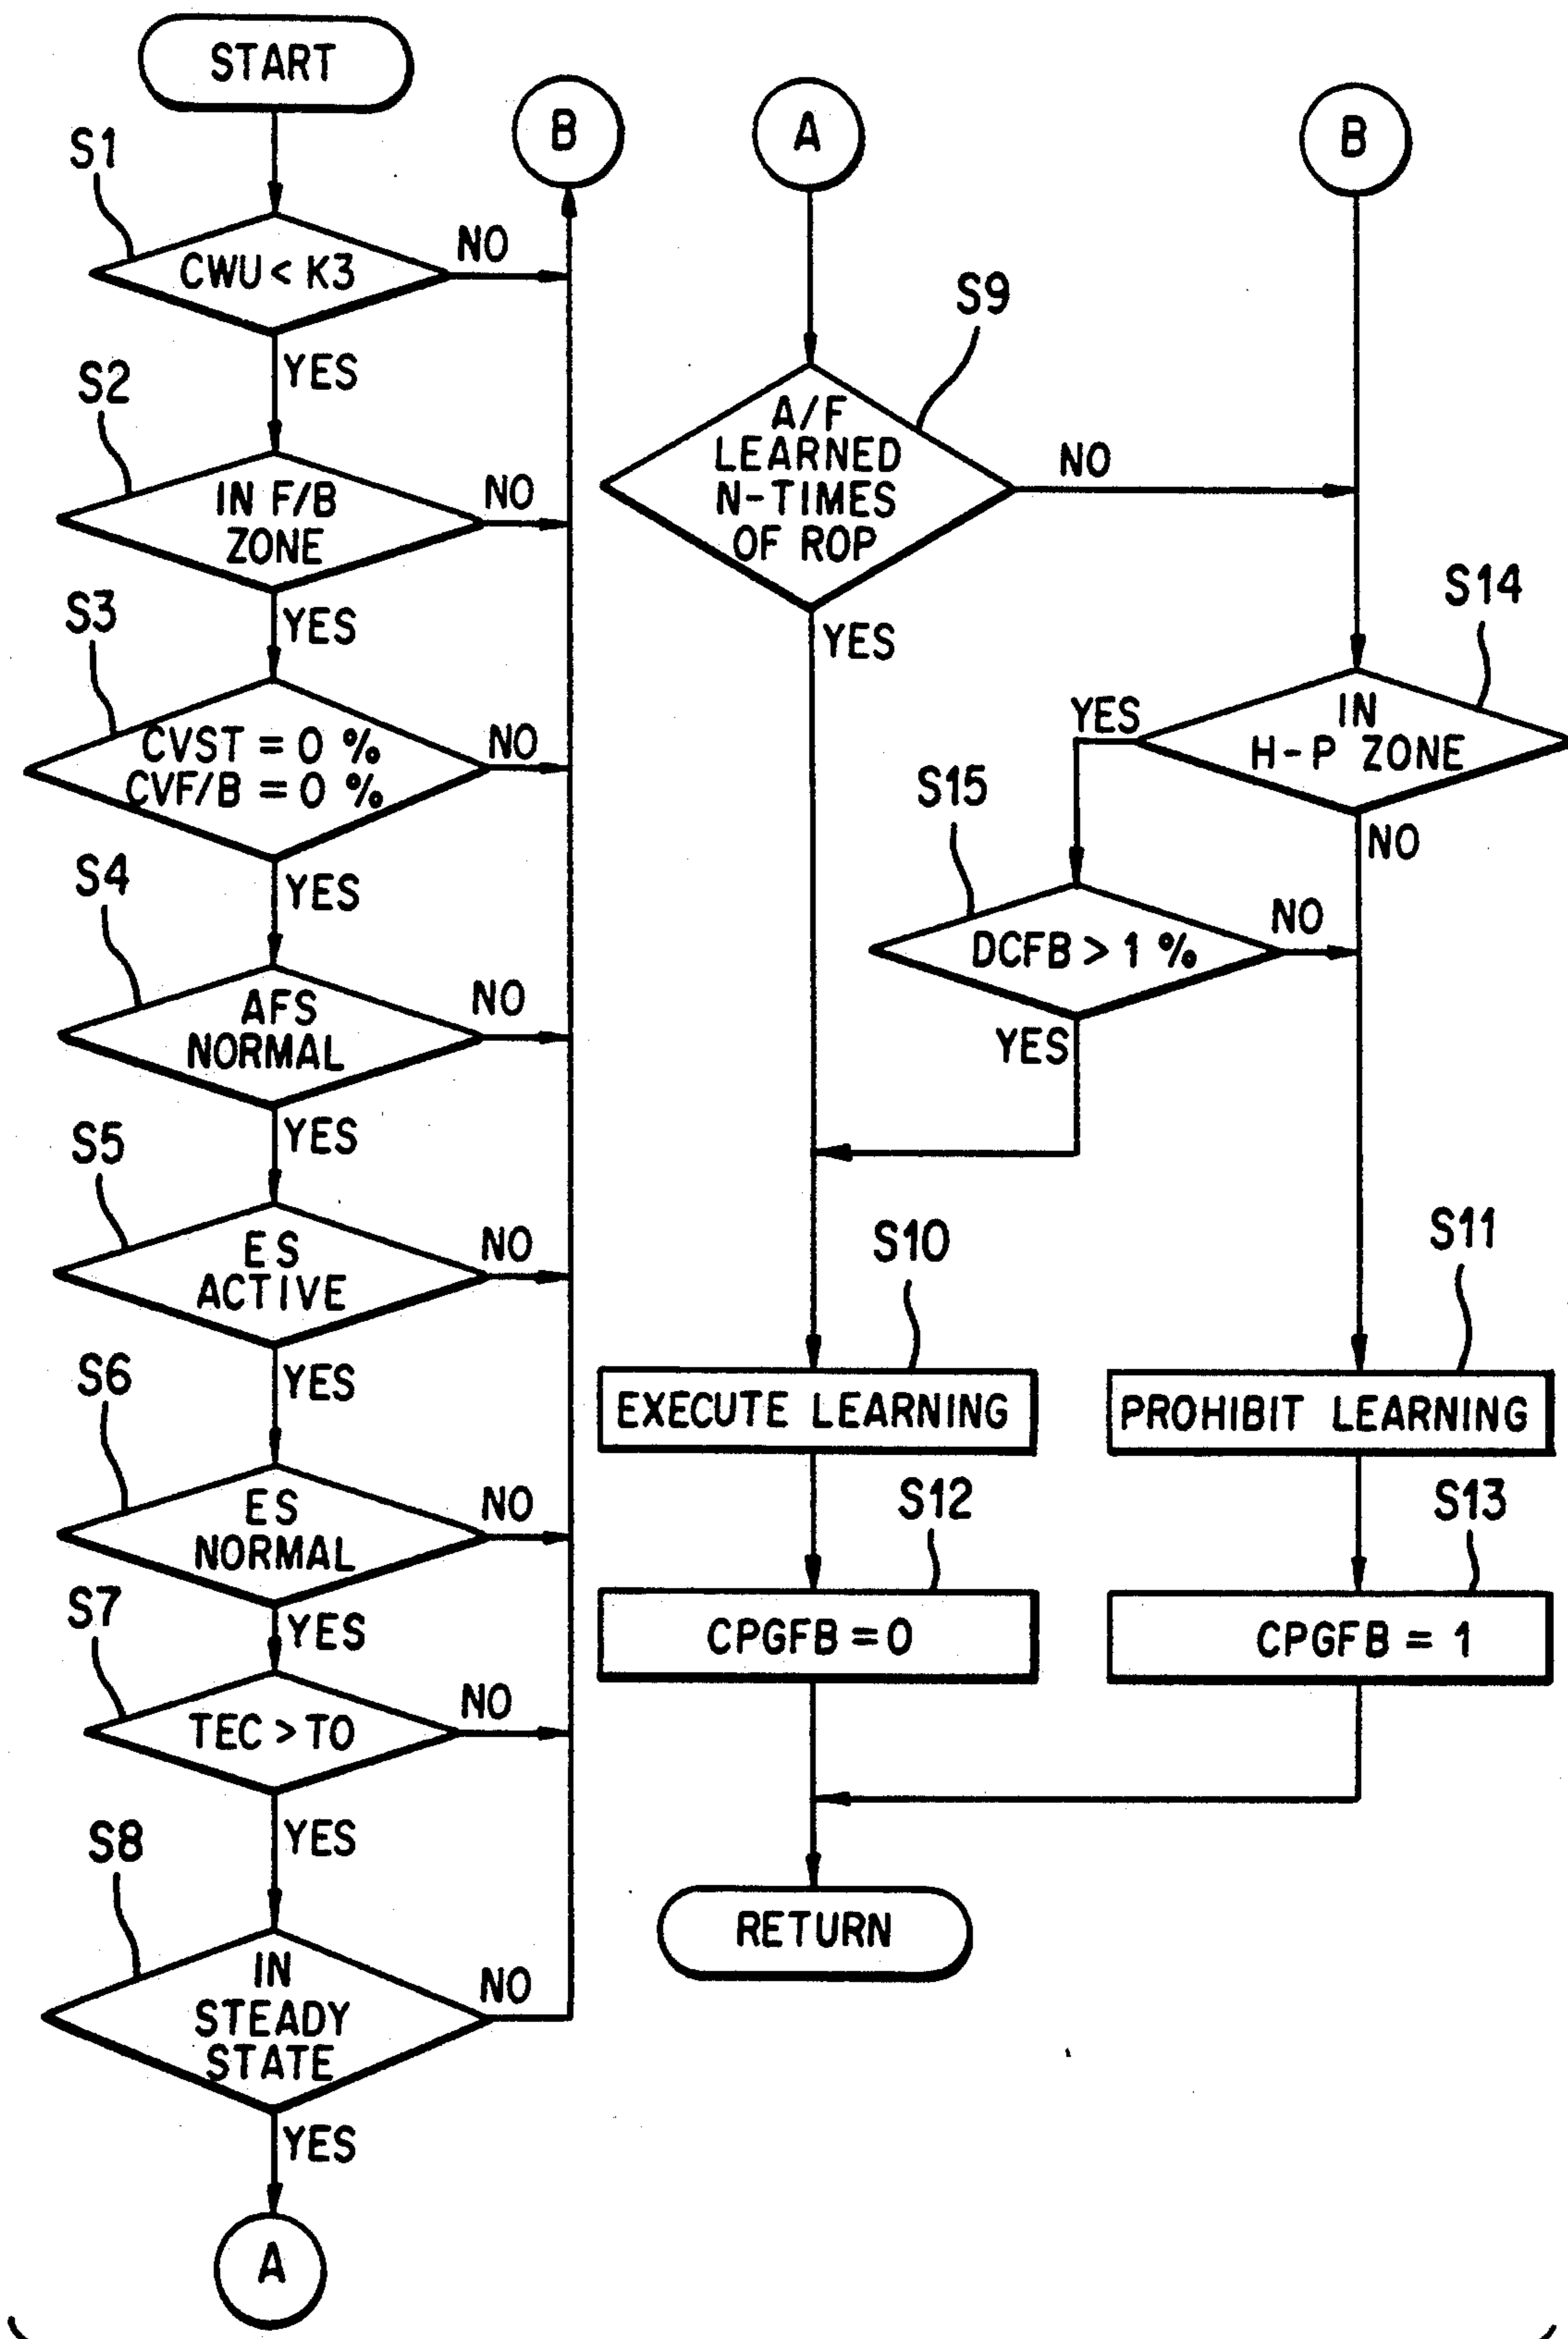 START
S1
CWU < K3
NO
YES
S2
IN F/B
ZONE
NO
YES
S3
CVST = 0 %
CVF/B = 0 %
NO
YES
S4
AFS
NORMAL
NO
YES
S5
ES
ACTIVE
NO
YES
S6
ES
NORMAL
NO
YES
S7
TEC > TO
NO
YES
S8
IN
STEADY
STATE
NO
YES
A
B
A
S9
A/F
LEARNED
N-TIMES
OF ROP
NO
YES
B
S14
IN
H-P ZONE
YES
NO
S15
DCFB > 1 %
NO
YES
S10
EXECUTE LEARNING
S11
PROHIBIT LEARNING
S12
CPGFB = 0
S13
CPGFB = 1
RETURN